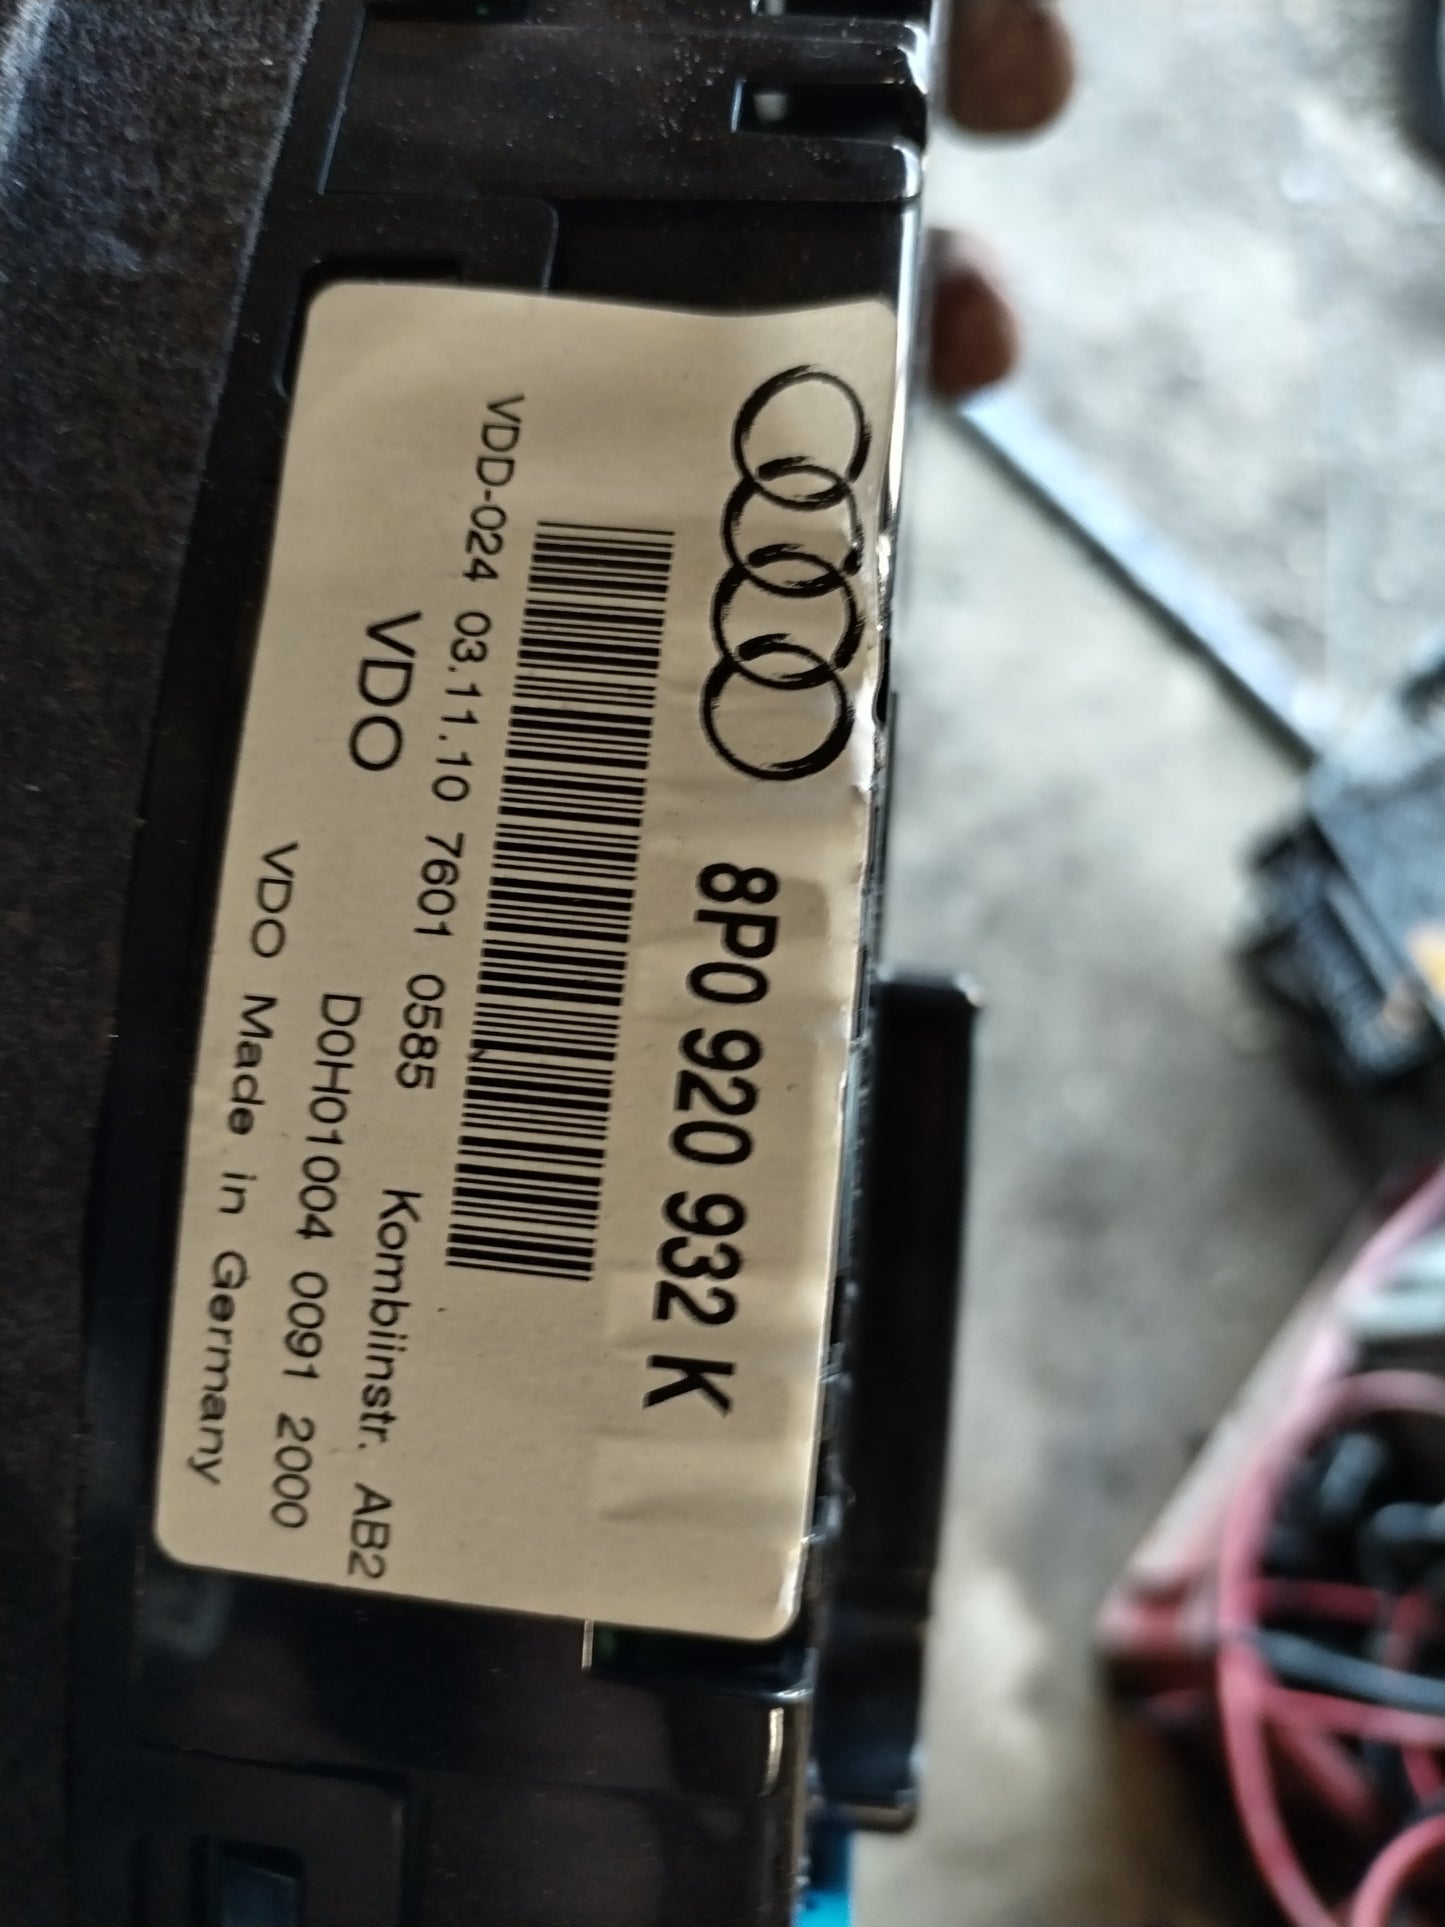 8P0 920 932 K
VDD-024 03.11.10 7601 0585
Kombiinstr. AB2
VDO
D0H01004 0091 2000
VDO Made in Germany